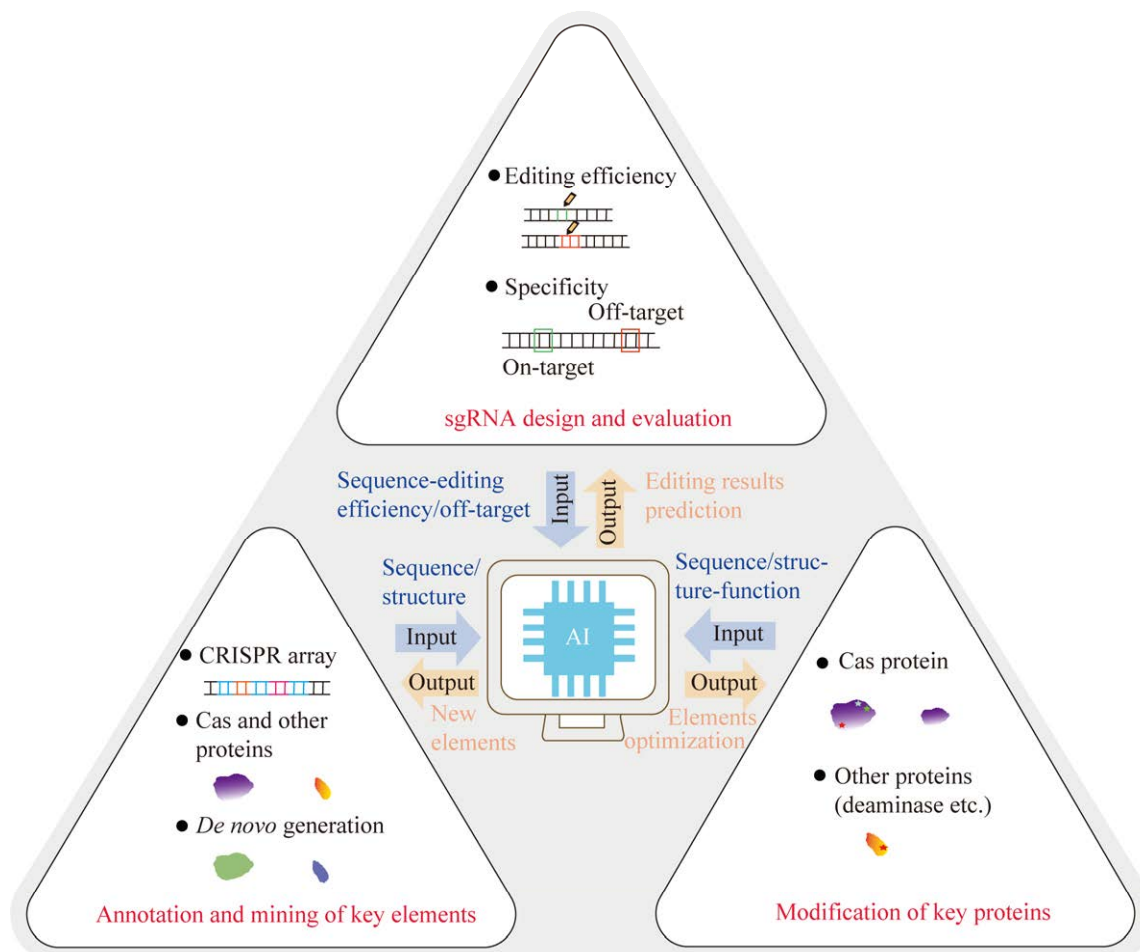 ● Editing efficiency
● Specificity
Off-target
On-target
sgRNA design and evaluation
Sequence-editing
efficiency/off-target
Input
Output
Editing results
prediction
Sequence/
structure
Input
Output
New
elements
AI
Sequence/struc-
ture-function
Input
Output
Elements
optimization
● CRISPR array
● Cas and other
proteins
● De novo generation
Annotation and mining of key elements
● Cas protein
● Other proteins
(deaminase etc.)
Modification of key proteins